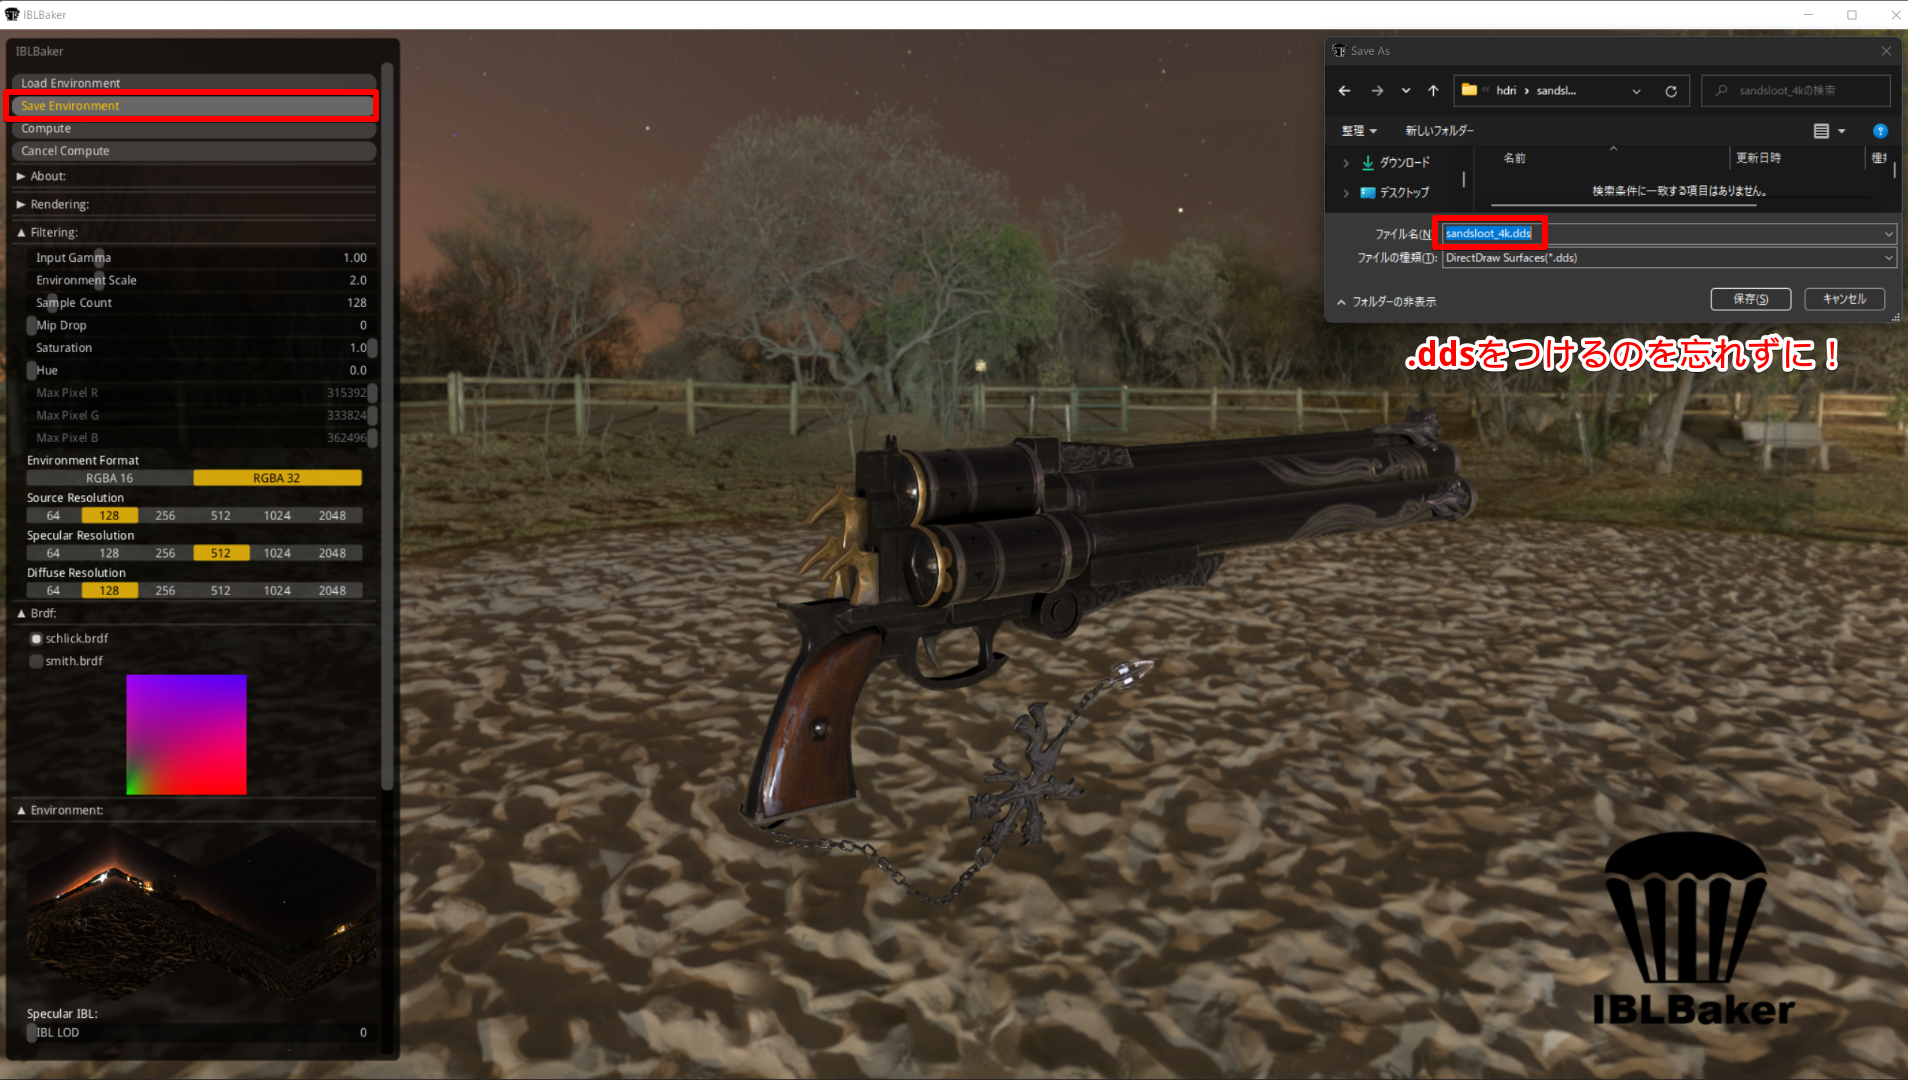 IBLBaker
IBLBaker
Load Environment
Save Environment
Compute
Cancel Compute
About:
Rendering:
Filtering:
Input Gamma 1.00
Environment Scale 2.0
Sample Count 128
Mip Drop 0
Saturation 1.0
Hue 0.0
Max Pixel R 315392
Max Pixel G 333824
Max Pixel B 362496
Environment Format
RGBA 16 RGBA 32
Source Resolution
64 128 256 512 1024 2048
Specular Resolution
64 128 256 512 1024 2048
Diffuse Resolution
64 128 256 512 1024 2048
Brdf:
schlick.brdf
smith.brdf
Environment:
Specular IBL:
IBL LOD 0
Save As
hdri › sandsl... sandsloot_4kの検索
整理 新しいフォルダー
名前 更新日時 種
ダウンロード
デスクトップ
検索条件に一致する項目はありません。
ファイル名(N sandsloot_4k.dds
ファイルの種類(T): DirectDraw Surfaces(*.dds)
フォルダーの非表示 保存(S) キャンセル
.ddsをつけるのを忘れずに！
IBLBaker